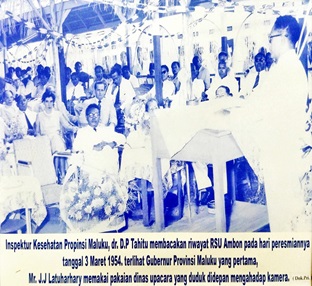 Inspektur Kesehatan Propinsi Maluku, dr. D.P Tahitu membacakan riwayat RSU Ambon pada hari peresmiannya
tanggal 3 Maret 1954. terlihat Gubernur Provinsi Maluku yang pertama,
Mr. J.J Latuharhary memakai pakaian dinas upacara yang duduk didepan mengahadap kamera.